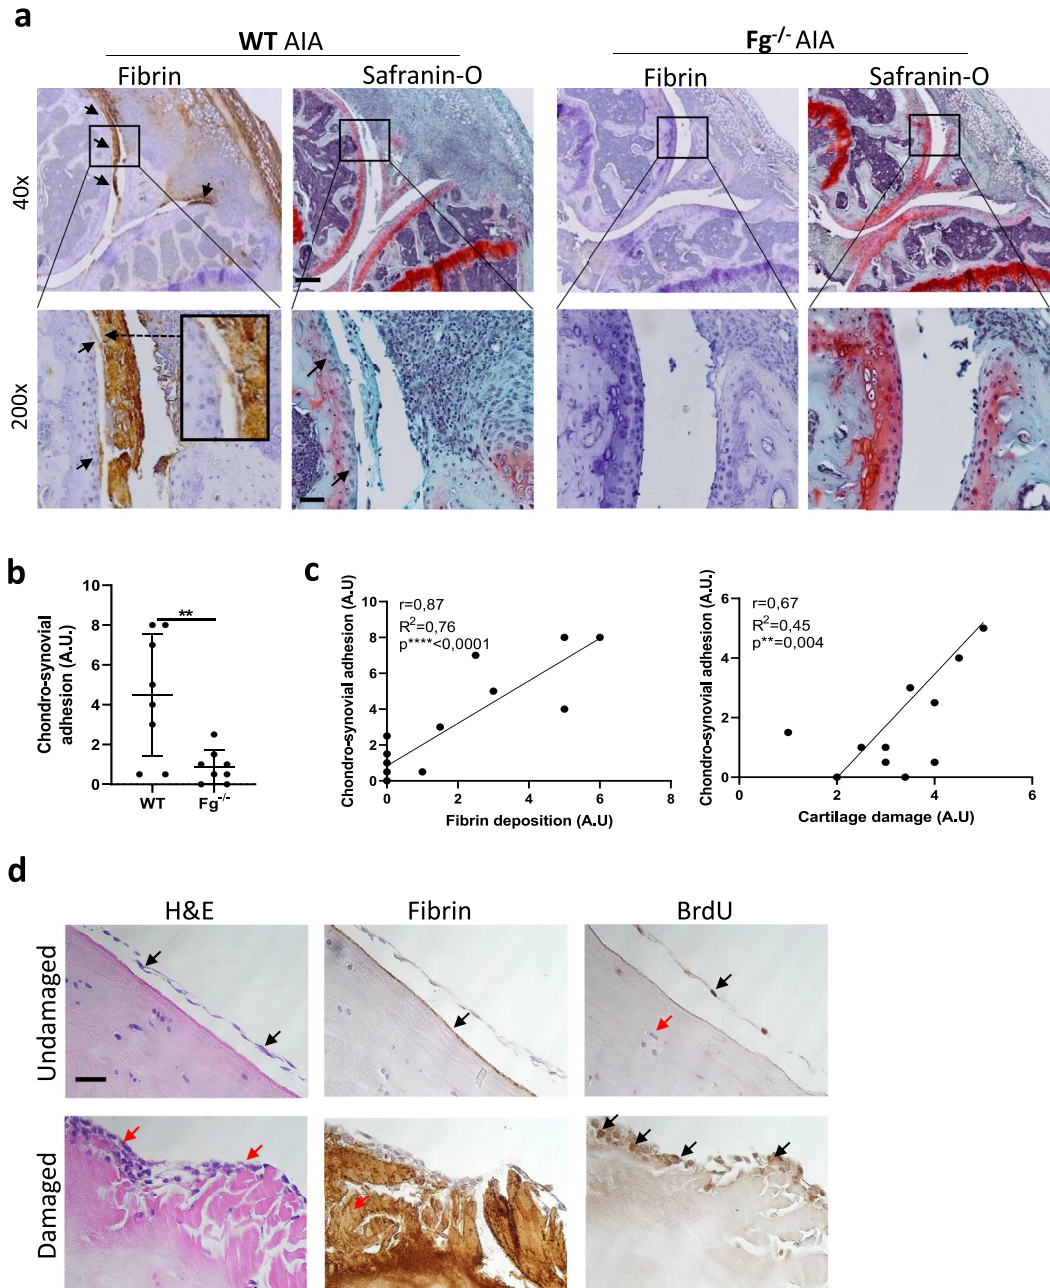 a
WT AIA
Fg-/- AIA
Fibrin
Safranin-O
Fibrin
Safranin-O
40x
200x
b
Chondro-synovial
adhesion (A.U.)
10
8
6
4
2
0
**
WT
Fg-/-
c
Chondro-synovial adhesion (A.U)
10
8
6
4
2
0
r=0,87
R2=0,76
p****<0,0001
0
2
4
6
8
Fibrin deposition (A.U)
Chondro-synovial adhesion (A.U.)
6
4
2
0
r=0,67
R2=0,45
p**=0,004
0
2
4
6
Cartilage damage (A.U)
d
H&E
Fibrin
BrdU
Undamaged
Damaged